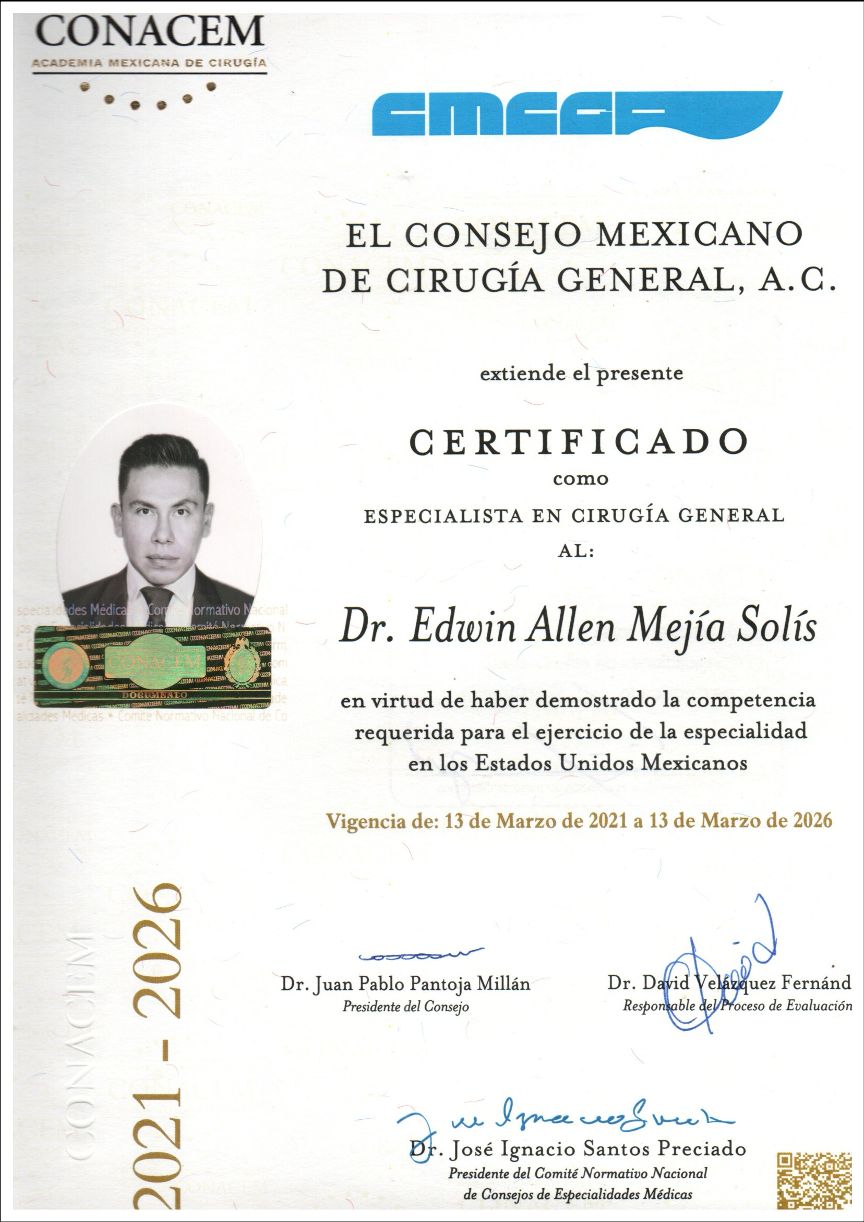 CONACEM
ACADEMIA MEXICANA DE CIRUGÍA
CMCGP
EL CONSEJO MEXICANO
DE CIRUGÍA GENERAL, A.C.
extiende el presente
CERTIFICADO
como
ESPECIALISTA EN CIRUGÍA GENERAL
AL:
Dr. Edwin Allen Mejía Solís
en virtud de haber demostrado la competencia
requerida para el ejercicio de la especialidad
en los Estados Unidos Mexicanos
Vigencia de: 13 de Marzo de 2021 a 13 de Marzo de 2026
CONACEM
DOCUMENTO
CONACEM
2021 - 2026
Dr. Juan Pablo Pantoja Millán
Presidente del Consejo
Dr. David Velázquez Fernánd
Responsable del Proceso de Evaluación
Dr. José Ignacio Santos Preciado
Presidente del Comité Normativo Nacional
de Consejos de Especialidades Médicas